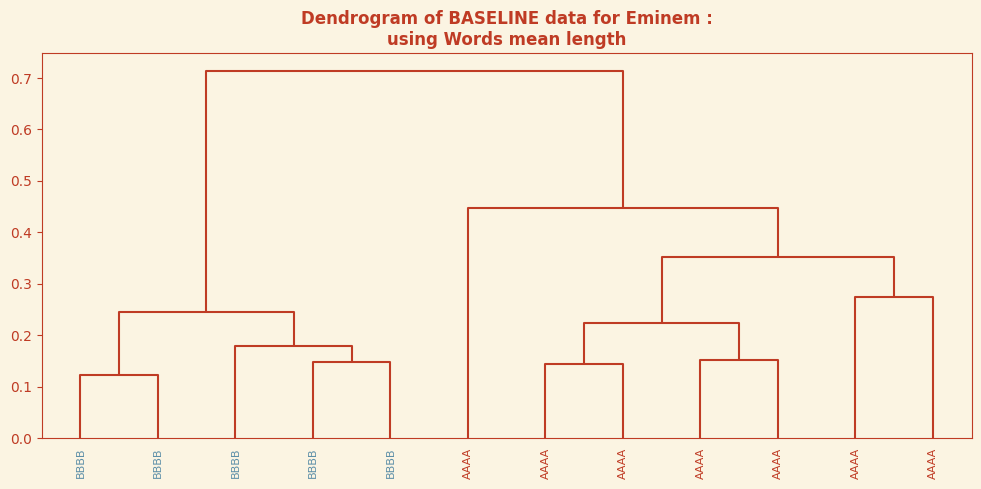 Dendrogram of BASELINE data for Eminem :
using Words mean length
0.7
0.6
0.5
0.4
0.3
0.2
0.1
0.0
BBBB
BBBB
BBBB
BBBB
BBBB
AAAA
AAAA
AAAA
AAAA
AAAA
AAAA
AAAA